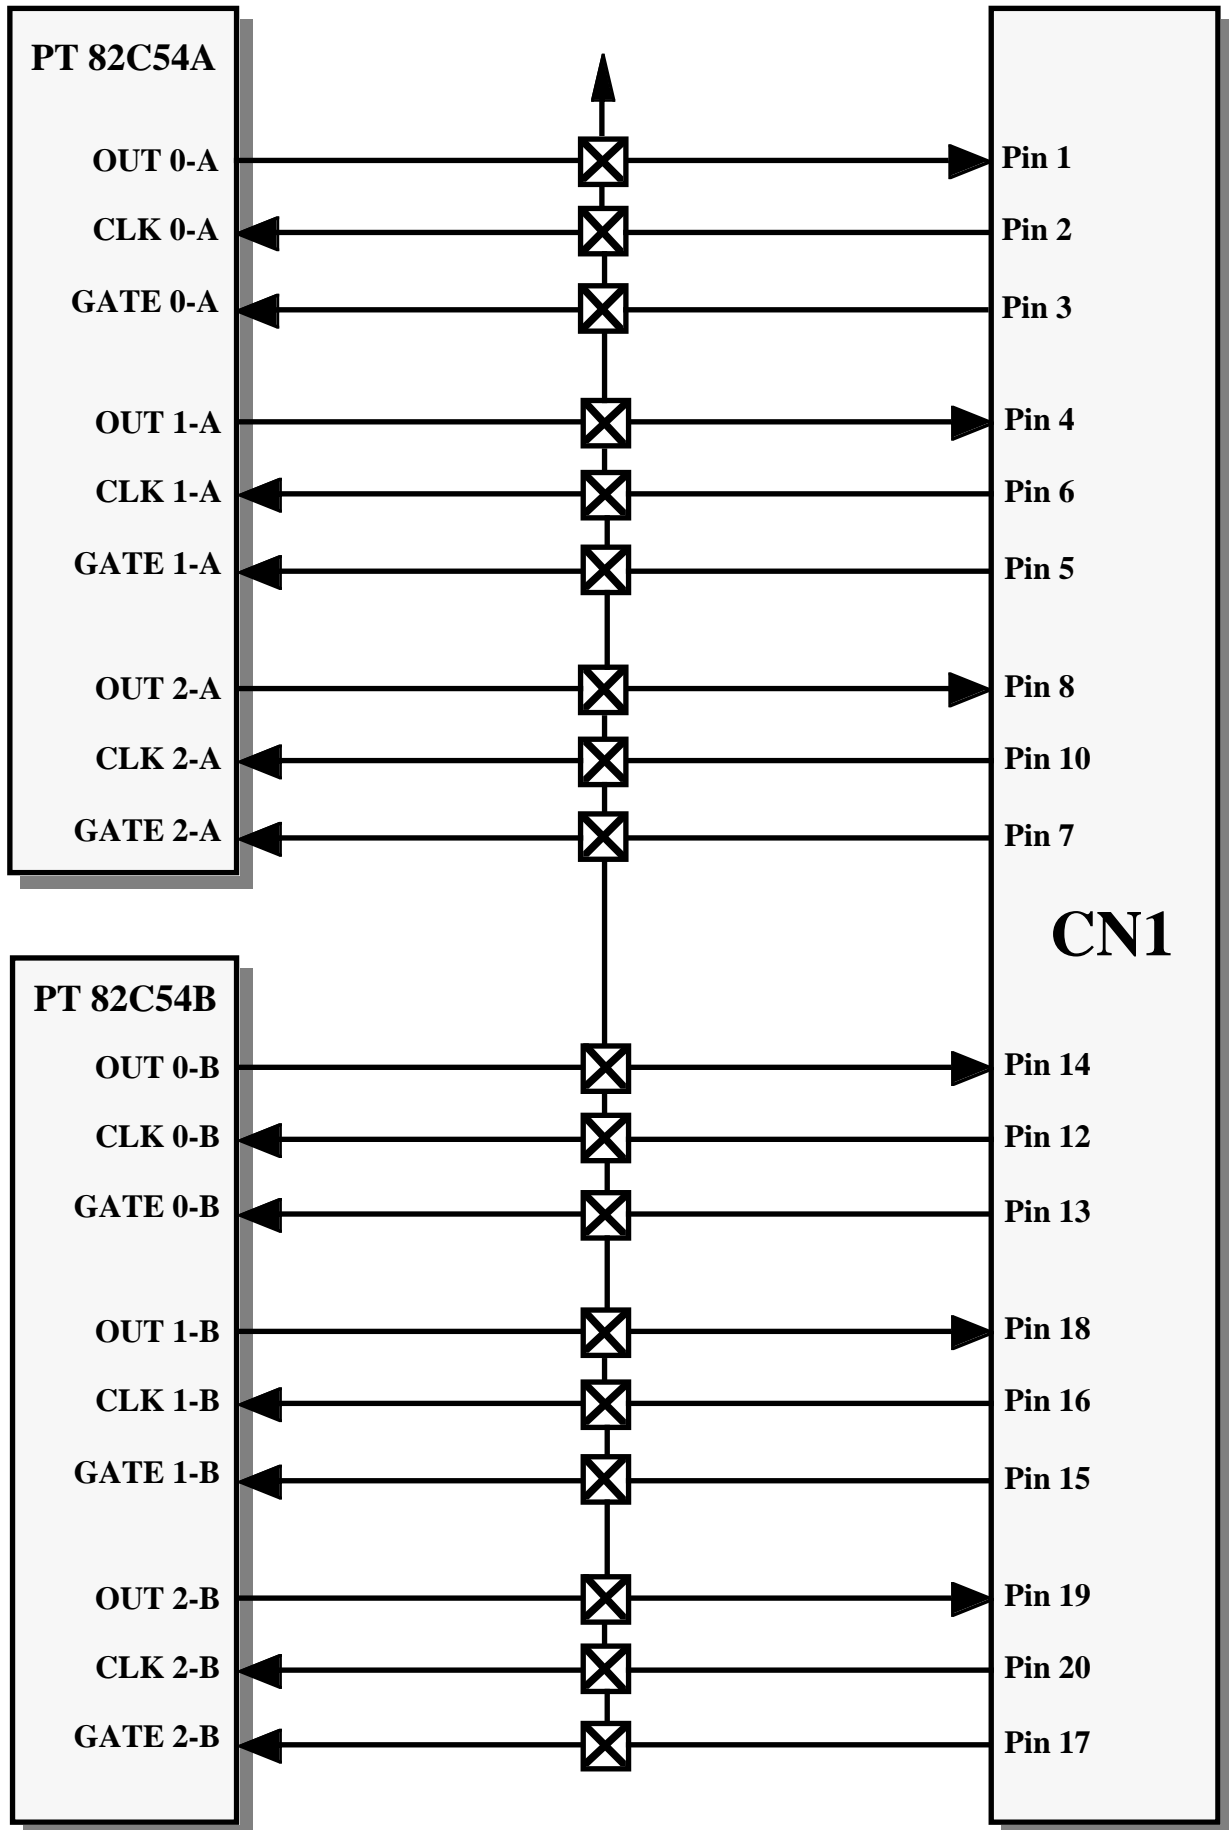 PT 82C54A
OUT 0-A
Pin 1
CLK 0-A
Pin 2
GATE 0-A
Pin 3
OUT 1-A
Pin 4
CLK 1-A
Pin 6
GATE 1-A
Pin 5
OUT 2-A
Pin 8
CLK 2-A
Pin 10
GATE 2-A
Pin 7
CN1
PT 82C54B
OUT 0-B
Pin 14
CLK 0-B
Pin 12
GATE 0-B
Pin 13
OUT 1-B
Pin 18
CLK 1-B
Pin 16
GATE 1-B
Pin 15
OUT 2-B
Pin 19
CLK 2-B
Pin 20
GATE 2-B
Pin 17